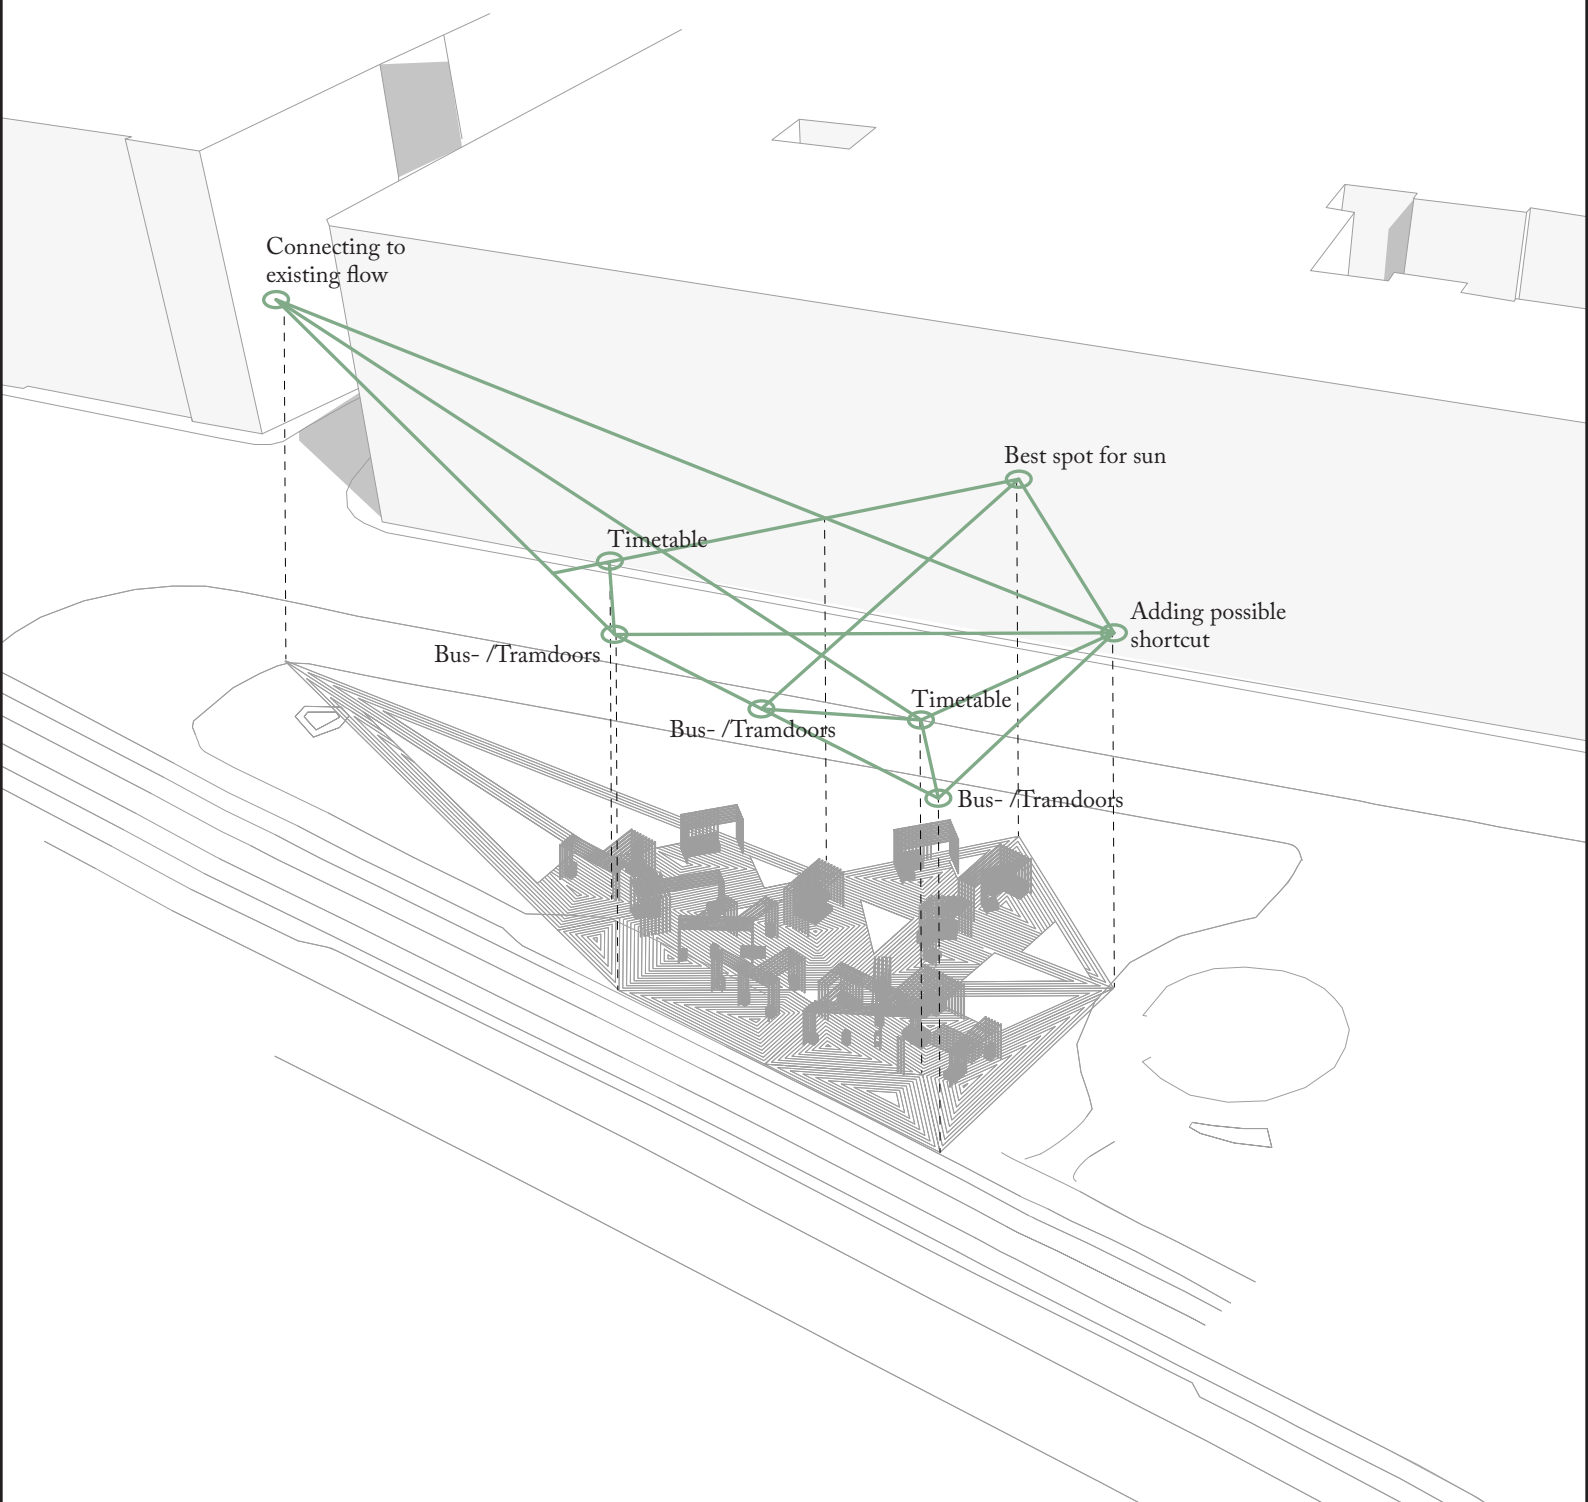 Connecting to
existing flow
Best spot for sun
Timetable
Adding possible
shortcut
Bus- /Tramdoors
Timetable
Bus- /Tramdoors
Bus- /Tramdoors